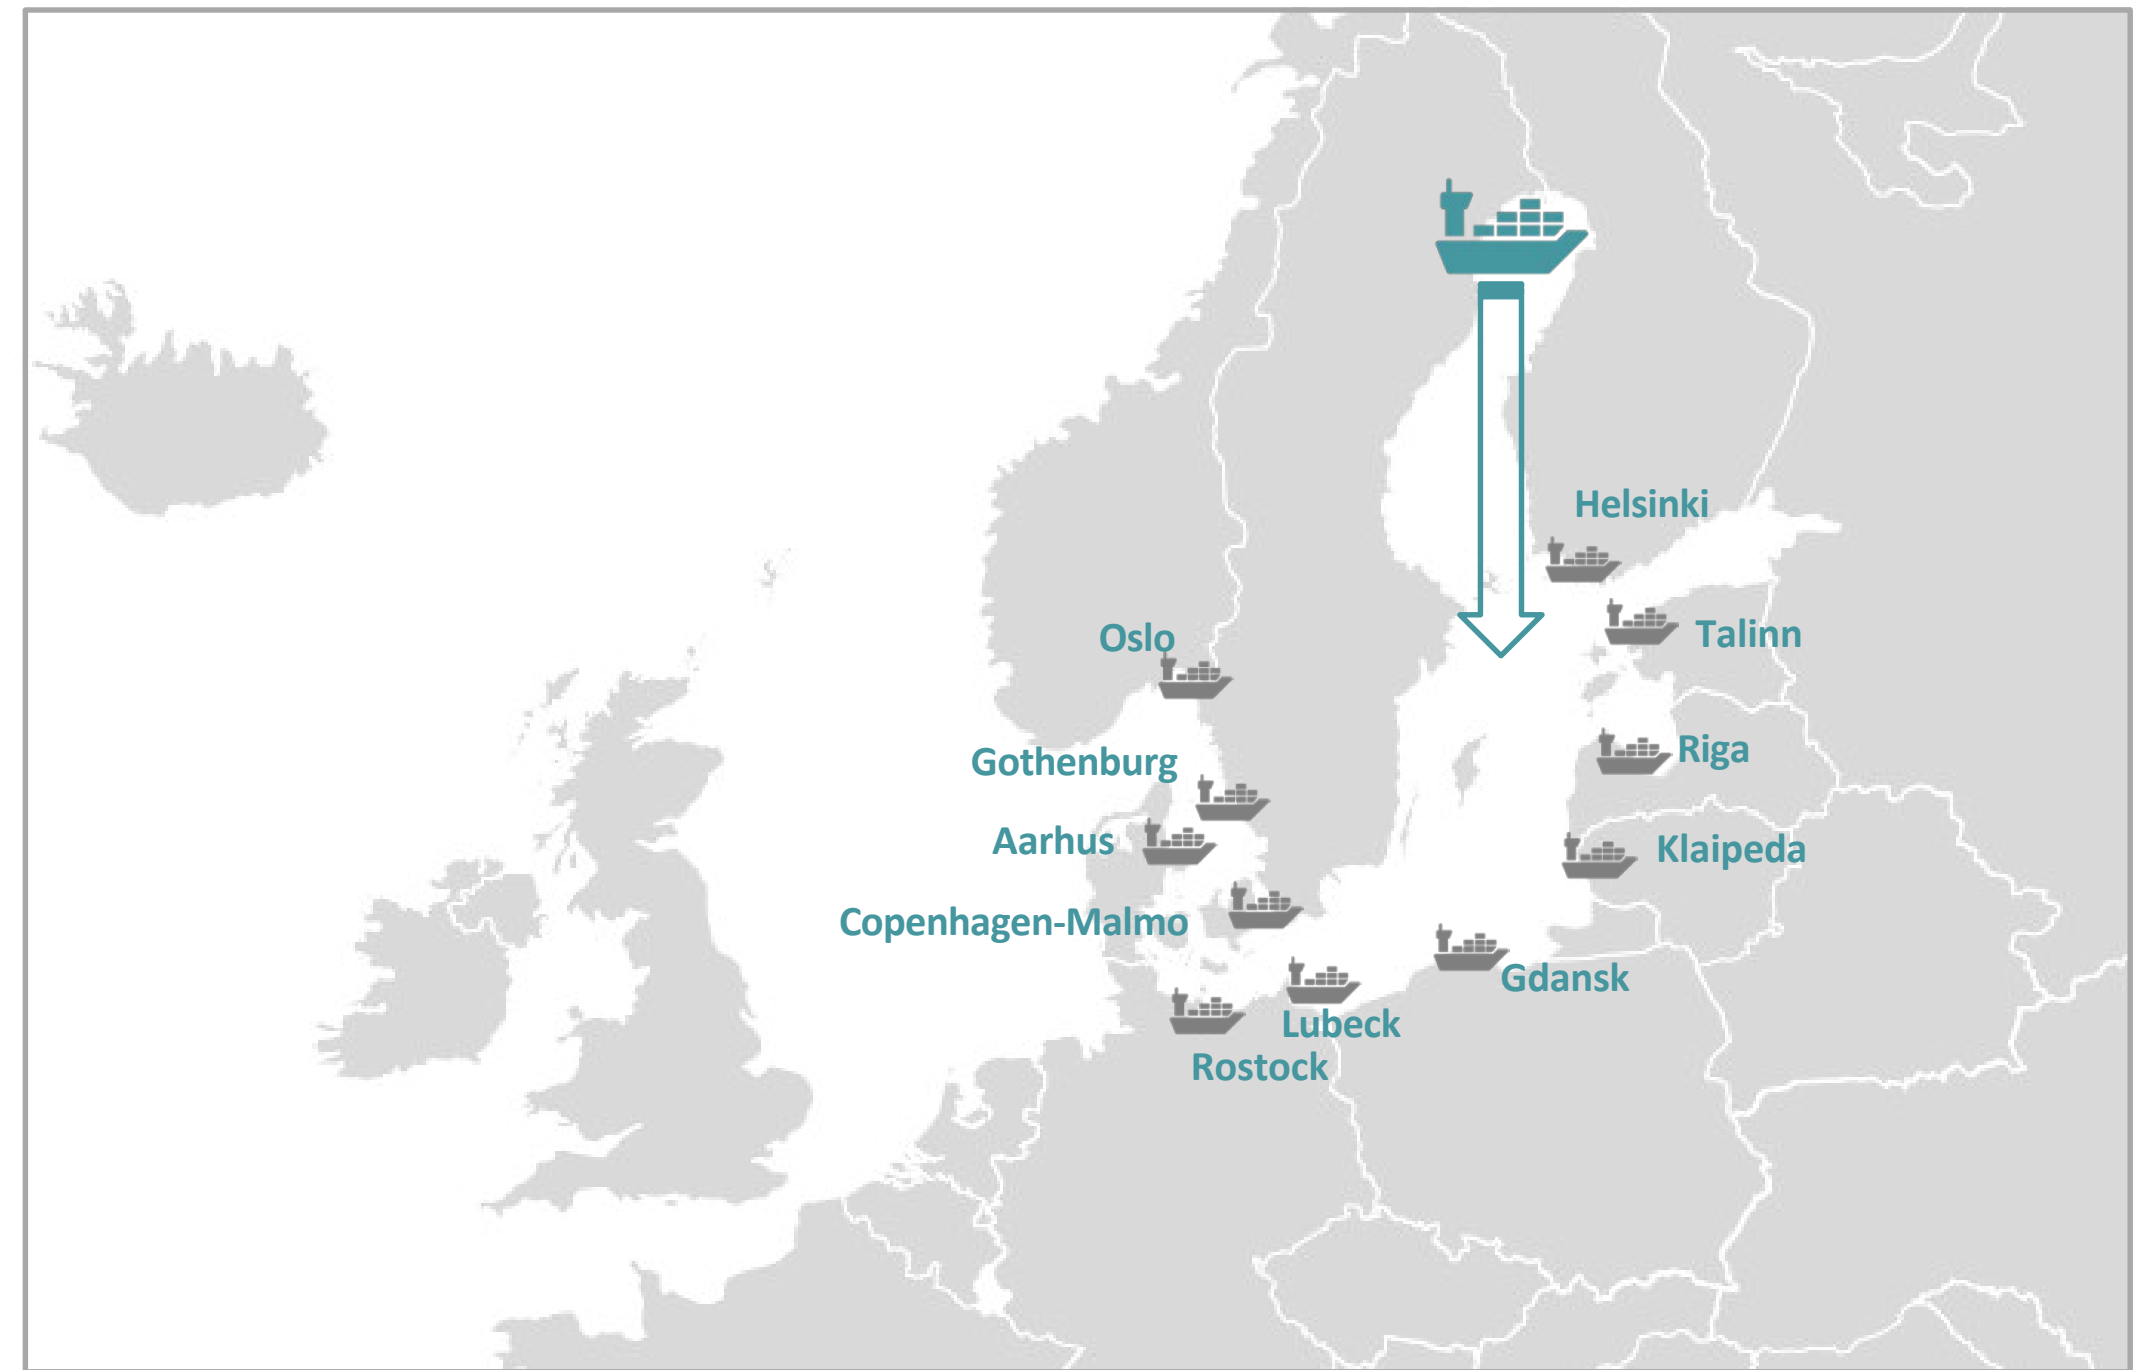 Helsinki
Talinn
Oslo
Riga
Gothenburg
Aarhus
Klaipeda
Copenhagen-Malmo
Gdansk
Lubeck
Rostock